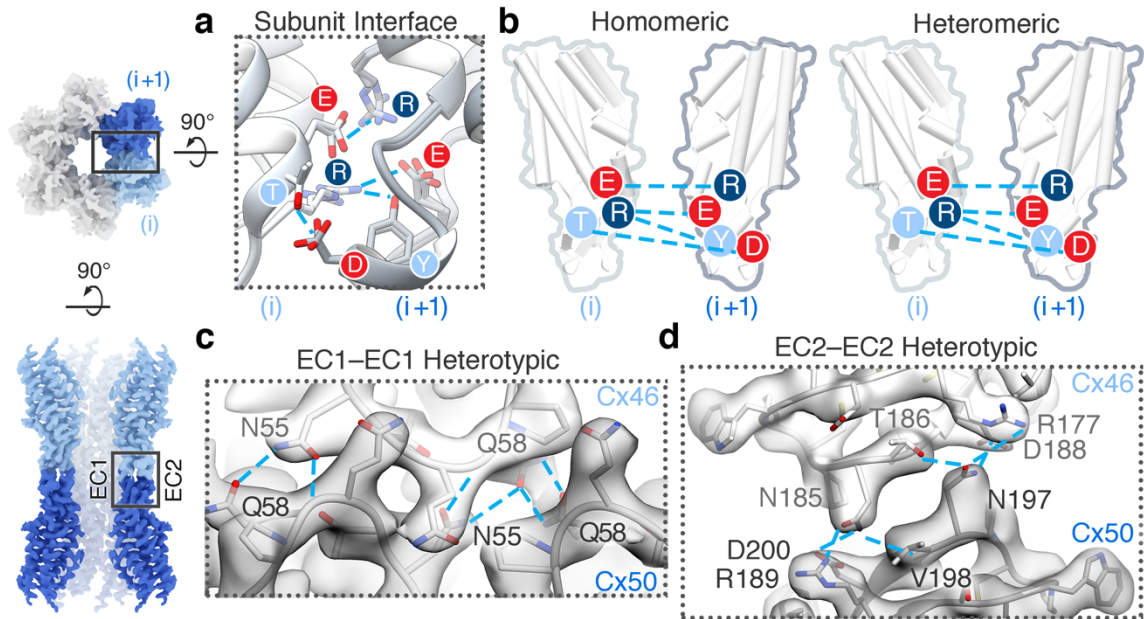 a Subunit Interface
(i+1)
90°
(i)
E
R
E
R
T
D
Y
(i)
(i+1)
b Homomeric
Heteromeric
E
R
R
E
T
Y
D
(i)
(i+1)
E
R
R
E
T
Y
D
(i)
(i+1)
90°
EC1
EC2
c EC1–EC1 Heterotypic
Cx46
N55
Q58
Q58
N55
Q58
Cx50
d EC2–EC2 Heterotypic
Cx46
T186
R177
D188
N185
N197
Cx50
D200
R189
V198